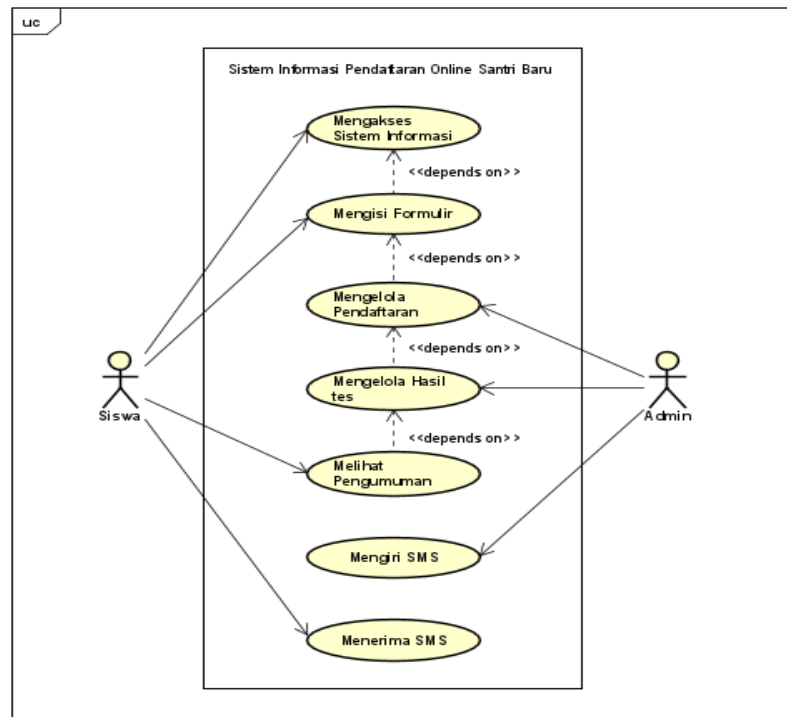 uc
Sistem Informasi Pendaftaran Online Santri Baru
Mengakses
Sistem Informasi
<<depends on>>
Mengisi Formulir
<<depends on>>
Mengelola
Pendaftaran
<<depends on>>
Mengelola Hasil
tes
Siswa
Admin
<<depends on>>
Melihat
Pengumuman
Mengiri SMS
Menerima SMS